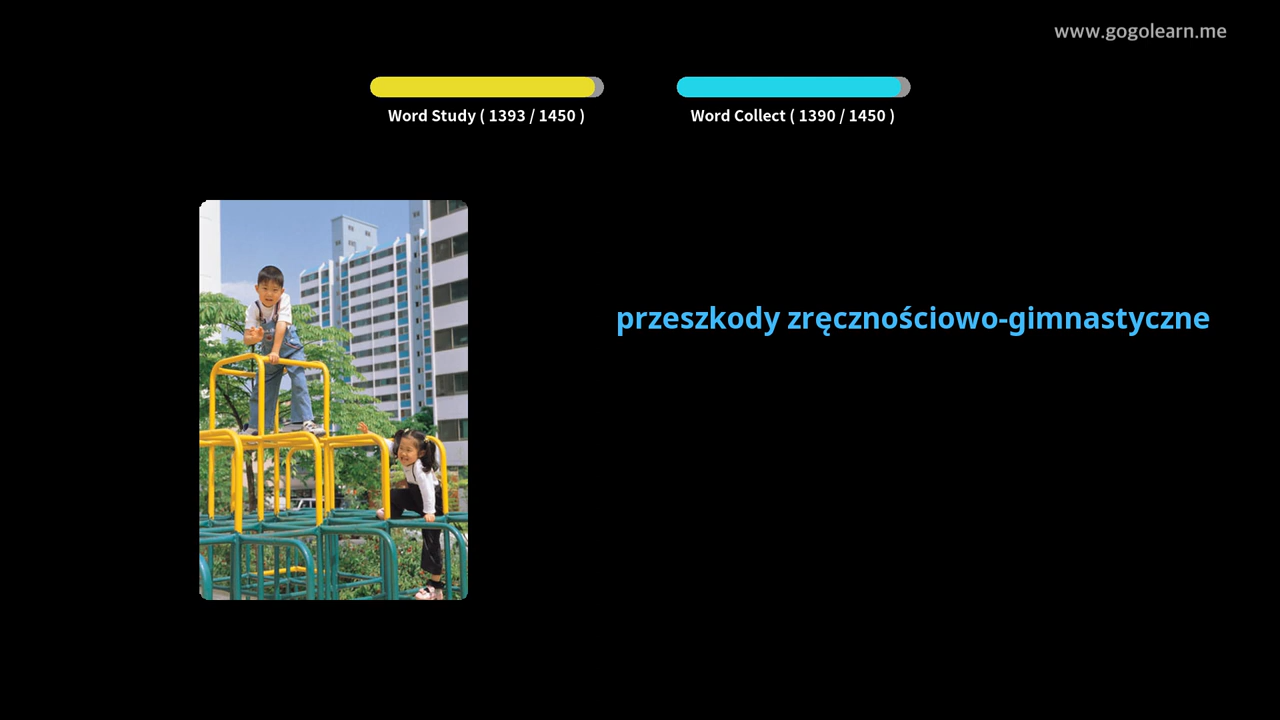 www.gogolearn.me
Word Study ( 1393 / 1450 )
Word Collect ( 1390 / 1450 )
przeszkody zręcznościowo-gimnastyczne